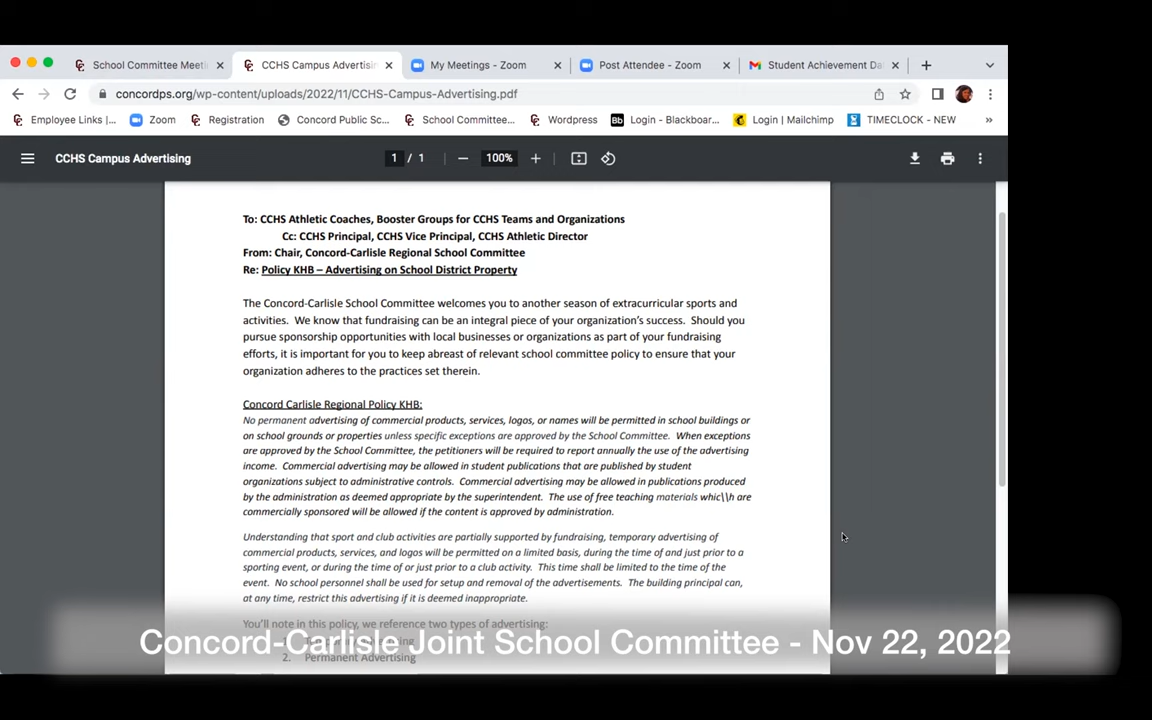 School Committee Meeti
CCHS Campus Advertisin
My Meetings - Zoom
Post Attendee - Zoom
Student Achievement Da
concordps.org/wp-content/uploads/2022/11/CCHS-Campus-Advertising.pdf
Employee Links |...
Zoom
Registration
Concord Public Sc...
School Committee...
Wordpress
Bb
Login - Blackboar...
Login | Mailchimp
TIMECLOCK - NEW
»
CCHS Campus Advertising
1 / 1
100%
To: CCHS Athletic Coaches, Booster Groups for CCHS Teams and Organizations
Cc: CCHS Principal, CCHS Vice Principal, CCHS Athletic Director
From: Chair, Concord-Carlisle Regional School Committee
Re: Policy KHB – Advertising on School District Property
The Concord-Carlisle School Committee welcomes you to another season of extracurricular sports and
activities. We know that fundraising can be an integral piece of your organization's success. Should you
pursue sponsorship opportunities with local businesses or organizations as part of your fundraising
efforts, it is important for you to keep abreast of relevant school committee policy to ensure that your
organization adheres to the practices set therein.
Concord Carlisle Regional Policy KHB:
No permanent advertising of commercial products, services, logos, or names will be permitted in school buildings or
on school grounds or properties unless specific exceptions are approved by the School Committee. When exceptions
are approved by the School Committee, the petitioners will be required to report annually the use of the advertising
income. Commercial advertising may be allowed in student publications that are published by student
organizations subject to administrative controls. Commercial advertising may be allowed in publications produced
by the administration as deemed appropriate by the superintendent. The use of free teaching materials whic\\h are
commercially sponsored will be allowed if the content is approved by administration.
Understanding that sport and club activities are partially supported by fundraising, temporary advertising of
commercial products, services, and logos will be permitted on a limited basis, during the time of and just prior to a
sporting event, or during the time of or just prior to a club activity. This time shall be limited to the time of the
event. No school personnel shall be used for setup and removal of the advertisements. The building principal can,
at any time, restrict this advertising if it is deemed inappropriate.
You'll note in this policy, we reference two types of advertising:
Concord-Carlisle Joint School Committee - Nov 22, 2022
2. Permanent Advertising